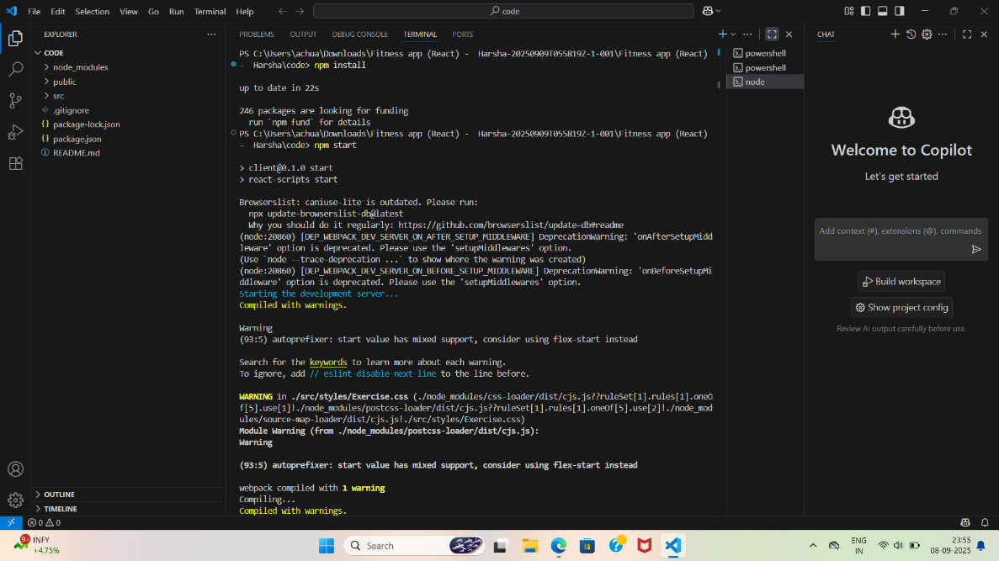 File Edit Selection View Go Run Terminal Help
code
EXPLORER
CODE
node_modules
public
src
.gitignore
package-lock.json
package.json
README.md
OUTLINE
TIMELINE
PROBLEMS OUTPUT DEBUG CONSOLE TERMINAL PORTS
PS C:\Users\achua\Downloads\Fitness app (React) -  Harsha-20250909T055819Z-1-001\Fitness app (React)
-  Harsha\code> npm install
up to date in 22s
246 packages are looking for funding
  run `npm fund` for details
PS C:\Users\achua\Downloads\Fitness app (React) -  Harsha-20250909T055819Z-1-001\Fitness app (React)
-  Harsha\code> npm start
> client@0.1.0 start
> react-scripts start
Browserslist: caniuse-lite is outdated. Please run:
  npx update-browserslist-db@latest
  Why you should do it regularly: https://github.com/browserslist/update-db#readme
(node:20860) [DEP_WEBPACK_DEV_SERVER_ON_AFTER_SETUP_MIDDLEWARE] DeprecationWarning: 'onAfterSetupMidd
leware' option is deprecated. Please use the 'setupMiddlewares' option.
(Use `node --trace-deprecation ...` to show where the warning was created)
(node:20860) [DEP_WEBPACK_DEV_SERVER_ON_BEFORE_SETUP_MIDDLEWARE] DeprecationWarning: 'onBeforeSetupMi
ddleware' option is deprecated. Please use the 'setupMiddlewares' option.
Starting the development server...
Compiled with warnings.
Warning
(93:5) autoprefixer: start value has mixed support, consider using flex-start instead
Search for the keywords to learn more about each warning.
To ignore, add // eslint-disable-next-line to the line before.
WARNING in ./src/styles/Exercise.css (./node_modules/css-loader/dist/cjs.js??ruleSet[1].rules[1].oneO
f[5].use[1]!./node_modules/postcss-loader/dist/cjs.js??ruleSet[1].rules[1].oneOf[5].use[2]!./node_mod
ules/source-map-loader/dist/cjs.js!./src/styles/Exercise.css)
Module Warning (from ./node_modules/postcss-loader/dist/cjs.js):
Warning
(93:5) autoprefixer: start value has mixed support, consider using flex-start instead
webpack compiled with 1 warning
Compiling...
Compiled with warnings.
powershell
powershell
node
CHAT
Welcome to Copilot
Let's get started
Add context (#), extensions (@), commands
Build workspace
Show project config
Review AI output carefully before use.
0 0
9+
INFY
+4.75%
Search
ENG
IN
23:55
08-09-2025